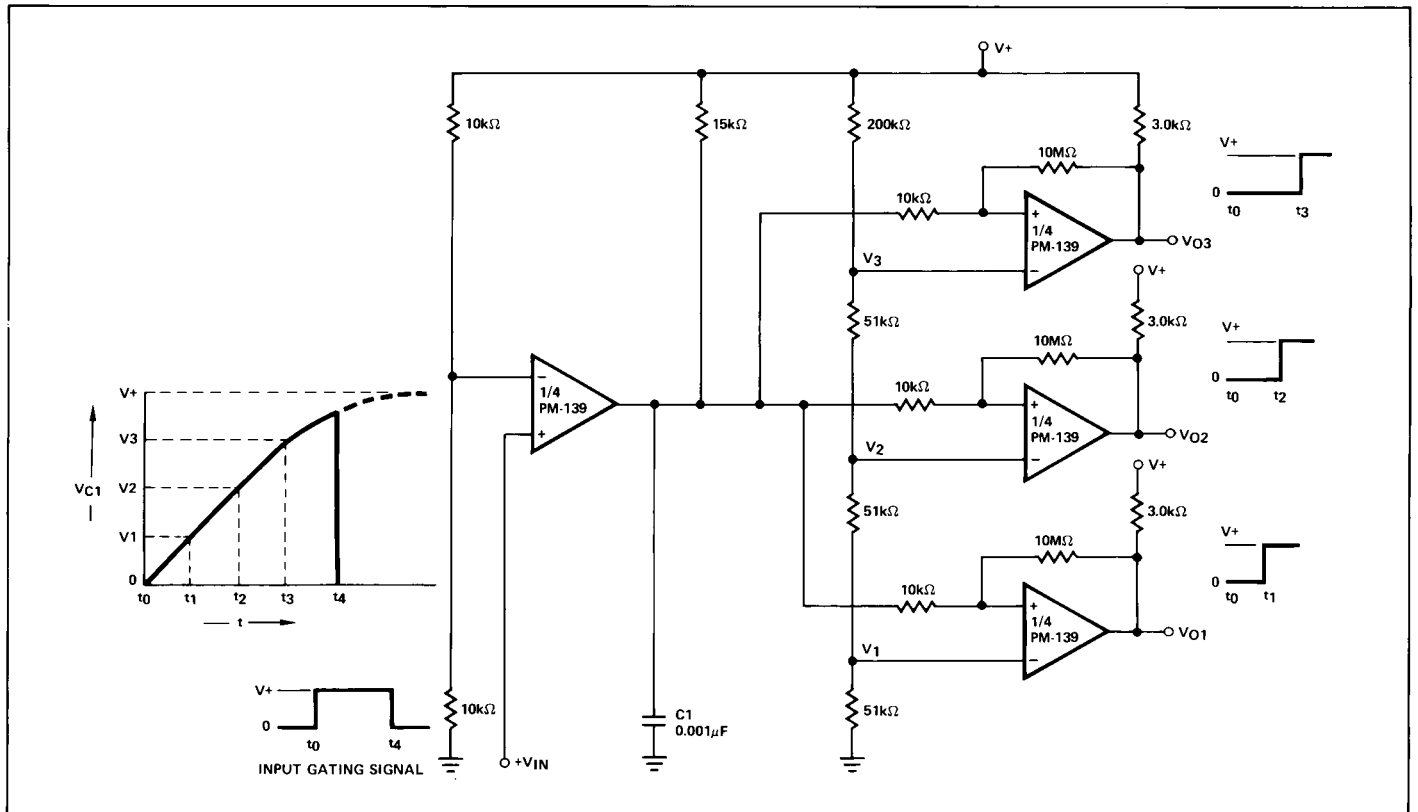 V+
10kΩ
15kΩ
200kΩ
3.0kΩ
10MΩ
10kΩ
+
1/4
PM-139
−
V3
VO3
V+
0
t0 t3
51kΩ
V+
3.0kΩ
10MΩ
10kΩ
+
1/4
PM-139
−
V2
VO2
V+
0
t0 t2
−
1/4
PM-139
+
51kΩ
V+
3.0kΩ
10MΩ
10kΩ
+
1/4
PM-139
−
V1
VO1
V+
0
t0 t1
51kΩ
V+
V3
VC1
V2
V1
0
t0 t1 t2 t3 t4
t
V+
0
t0 t4
INPUT GATING SIGNAL
10kΩ
+VIN
C1
0.001μF